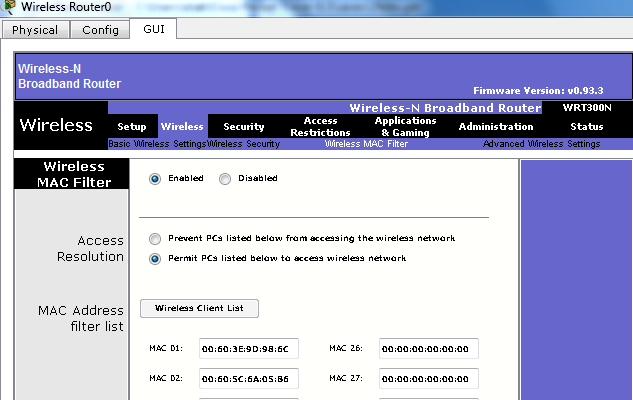 Wireless Router0
Physical Config GUI
Wireless-N
Broadband Router
Firmware Version: v0.93.3
Wireless-N Broadband Router WRT300N
Wireless
Setup Wireless Security Access Restrictions Applications & Gaming Administration Status
Basic Wireless Settings Wireless Security Wireless MAC Filter Advanced Wireless Settings
Wireless
MAC Filter
Enabled Disabled
Access
Resolution
Prevent PCs listed below from accessing the wireless network
Permit PCs listed below to access wireless network
MAC Address
filter list
Wireless Client List
MAC 01: 00:60:3E:9D:98:6C MAC 26: 00:00:00:00:00:00
MAC 02: 00:60:5C:6A:05:B6 MAC 27: 00:00:00:00:00:00